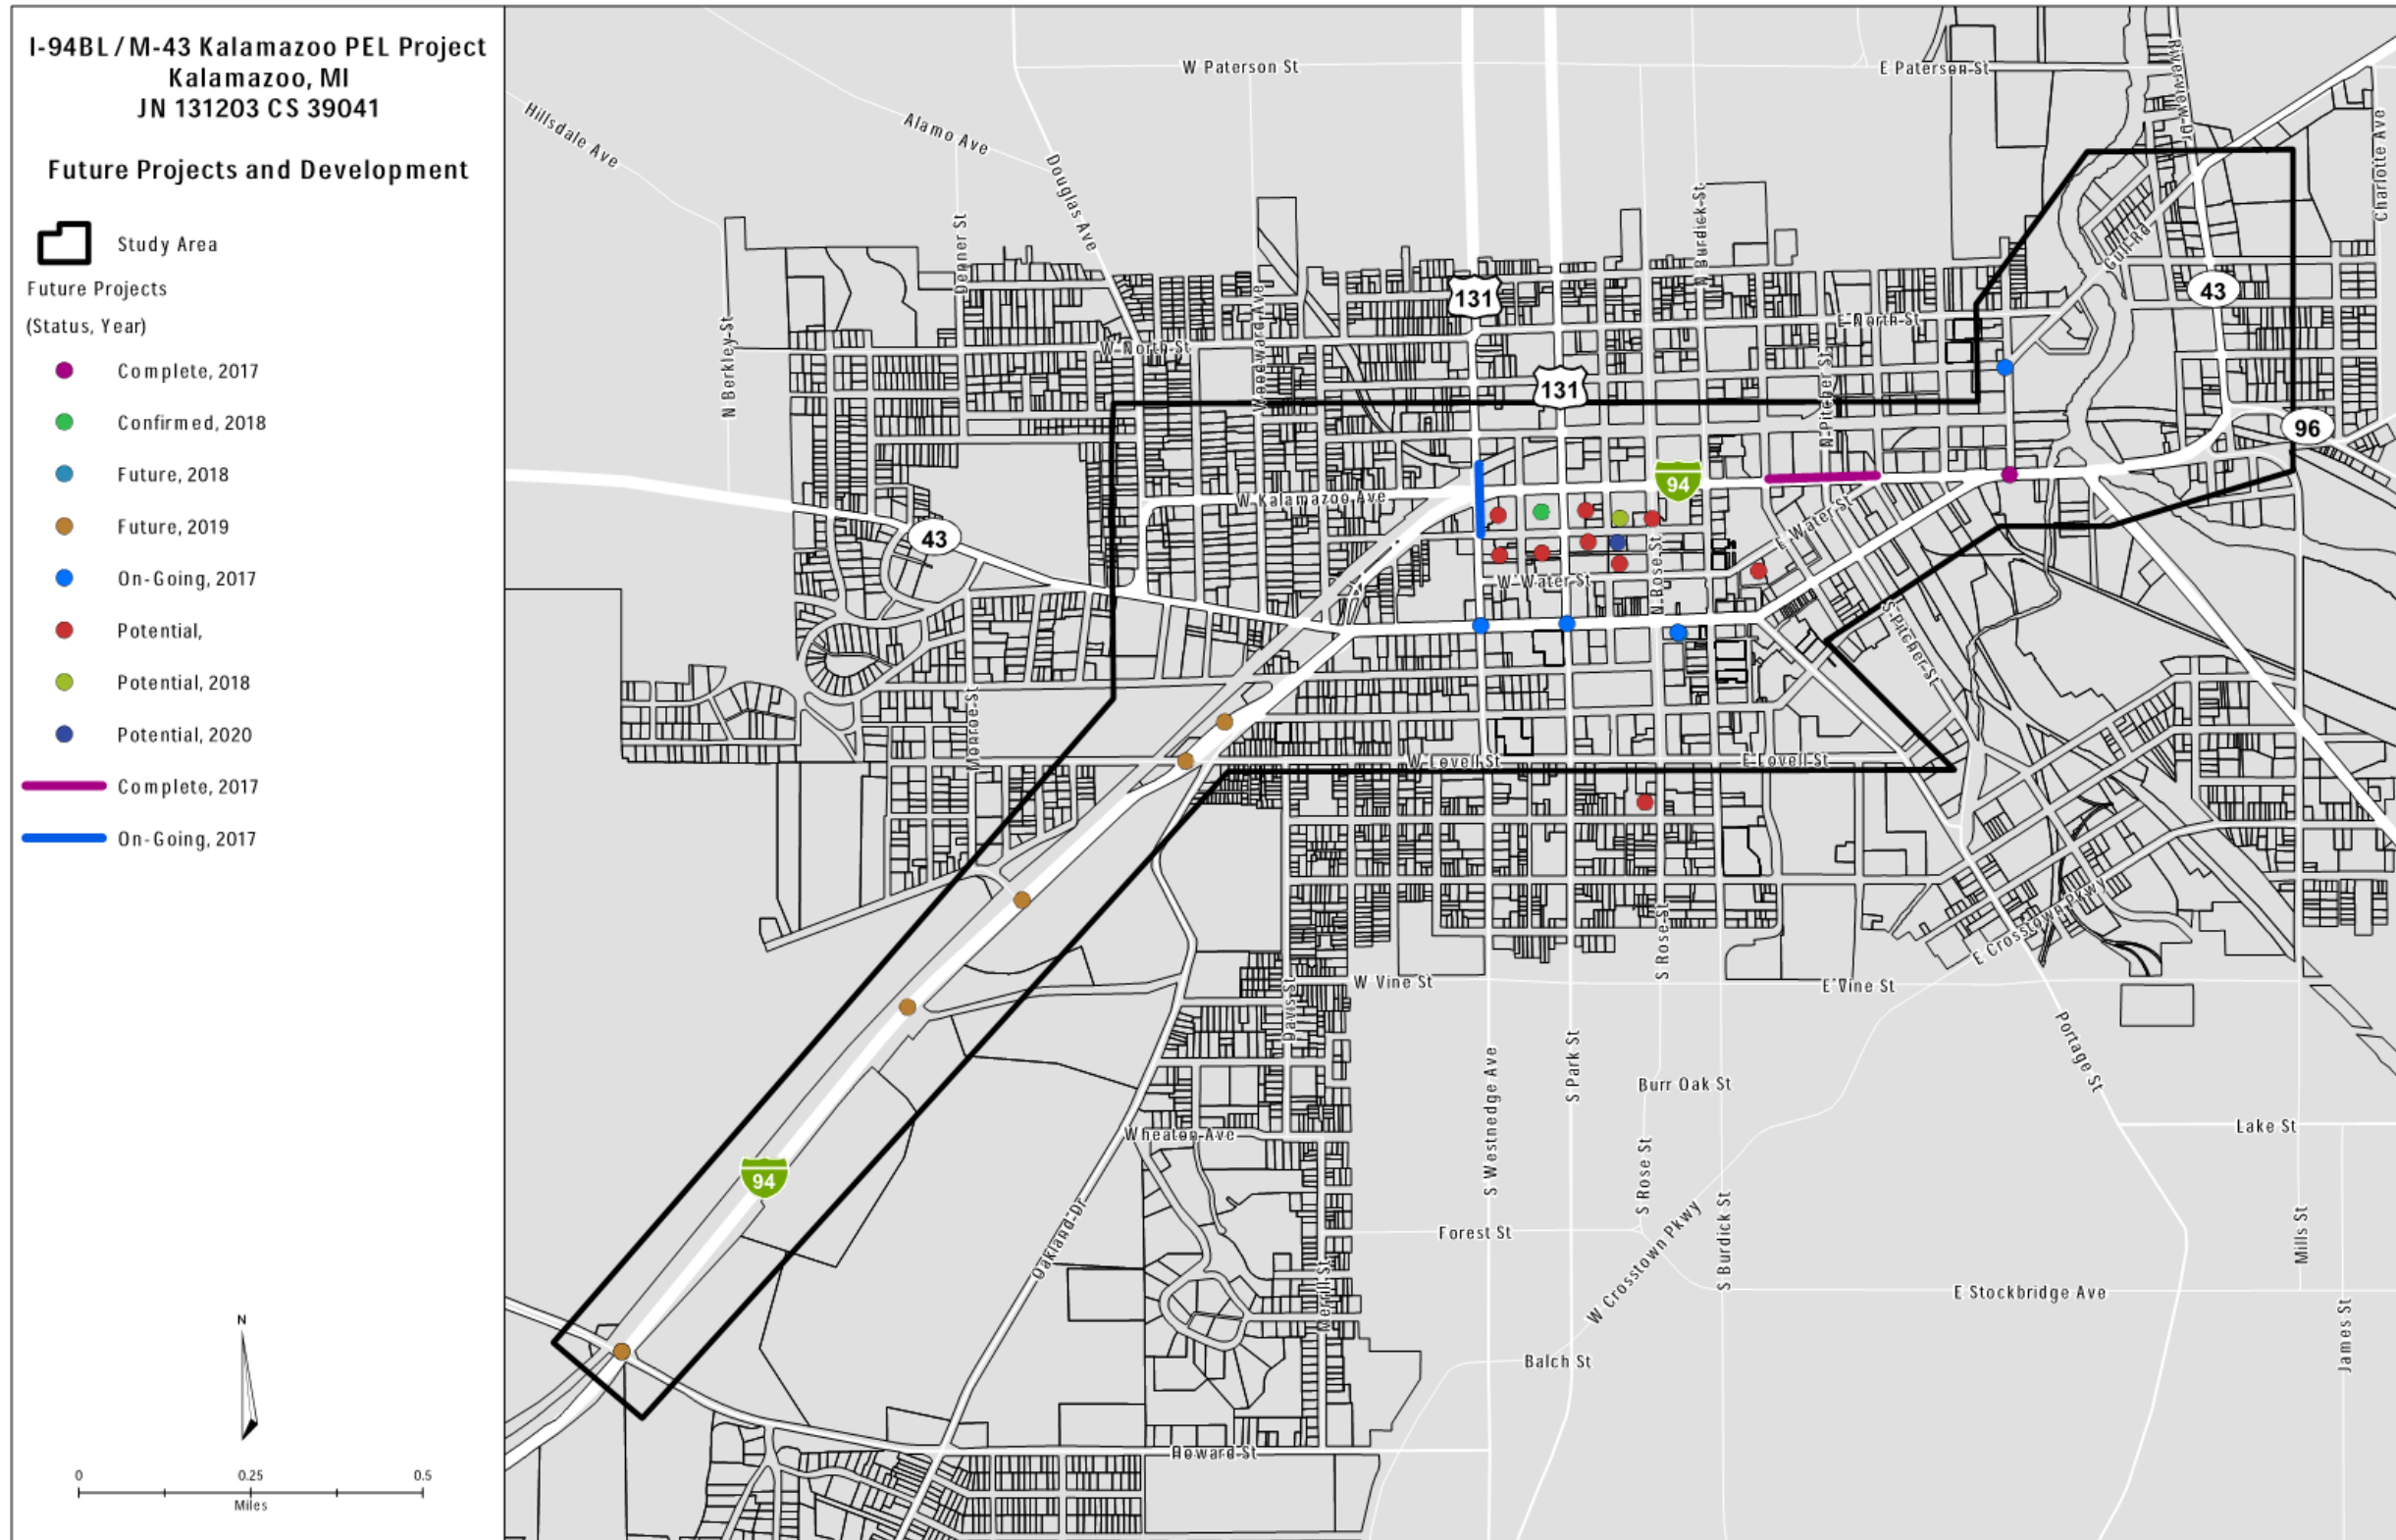 I-94BL/M-43 Kalamazoo PEL Project
Kalamazoo, MI
JN 131203 CS 39041
Future Projects and Development
Study Area
Future Projects
(Status, Year)
Complete, 2017
Confirmed, 2018
Future, 2018
Future, 2019
On-Going, 2017
Potential,
Potential, 2018
Potential, 2020
Complete, 2017
On-Going, 2017
N
0 0.25 0.5
Miles
W Paterson St
E Paterson St
Riverview Dr
Hillsdale Ave
Alamo Ave
Douglas Ave
Charlotte Ave
Denner St
N Burdick St
Gull Rd
131
43
N Berkley St
W North St
Woodward Ave
E North St
131
N Pitcher St
96
94
W Kalamazoo Ave
E Water St
43
W Water St
N Rose St
S Pitcher St
Monroe St
W Lovell St
E Lovell St
E Crosstown Pkwy
S Rose St
W Vine St
E Vine St
Davis St
Portage St
S Westnedge Ave
S Park St
Burr Oak St
Wheaton Ave
Lake St
94
S Rose St
Oakland Dr
Forest St
W Crosstown Pkwy
S Burdick St
Mills St
Merrill St
E Stockbridge Ave
James St
Balch St
Howard St